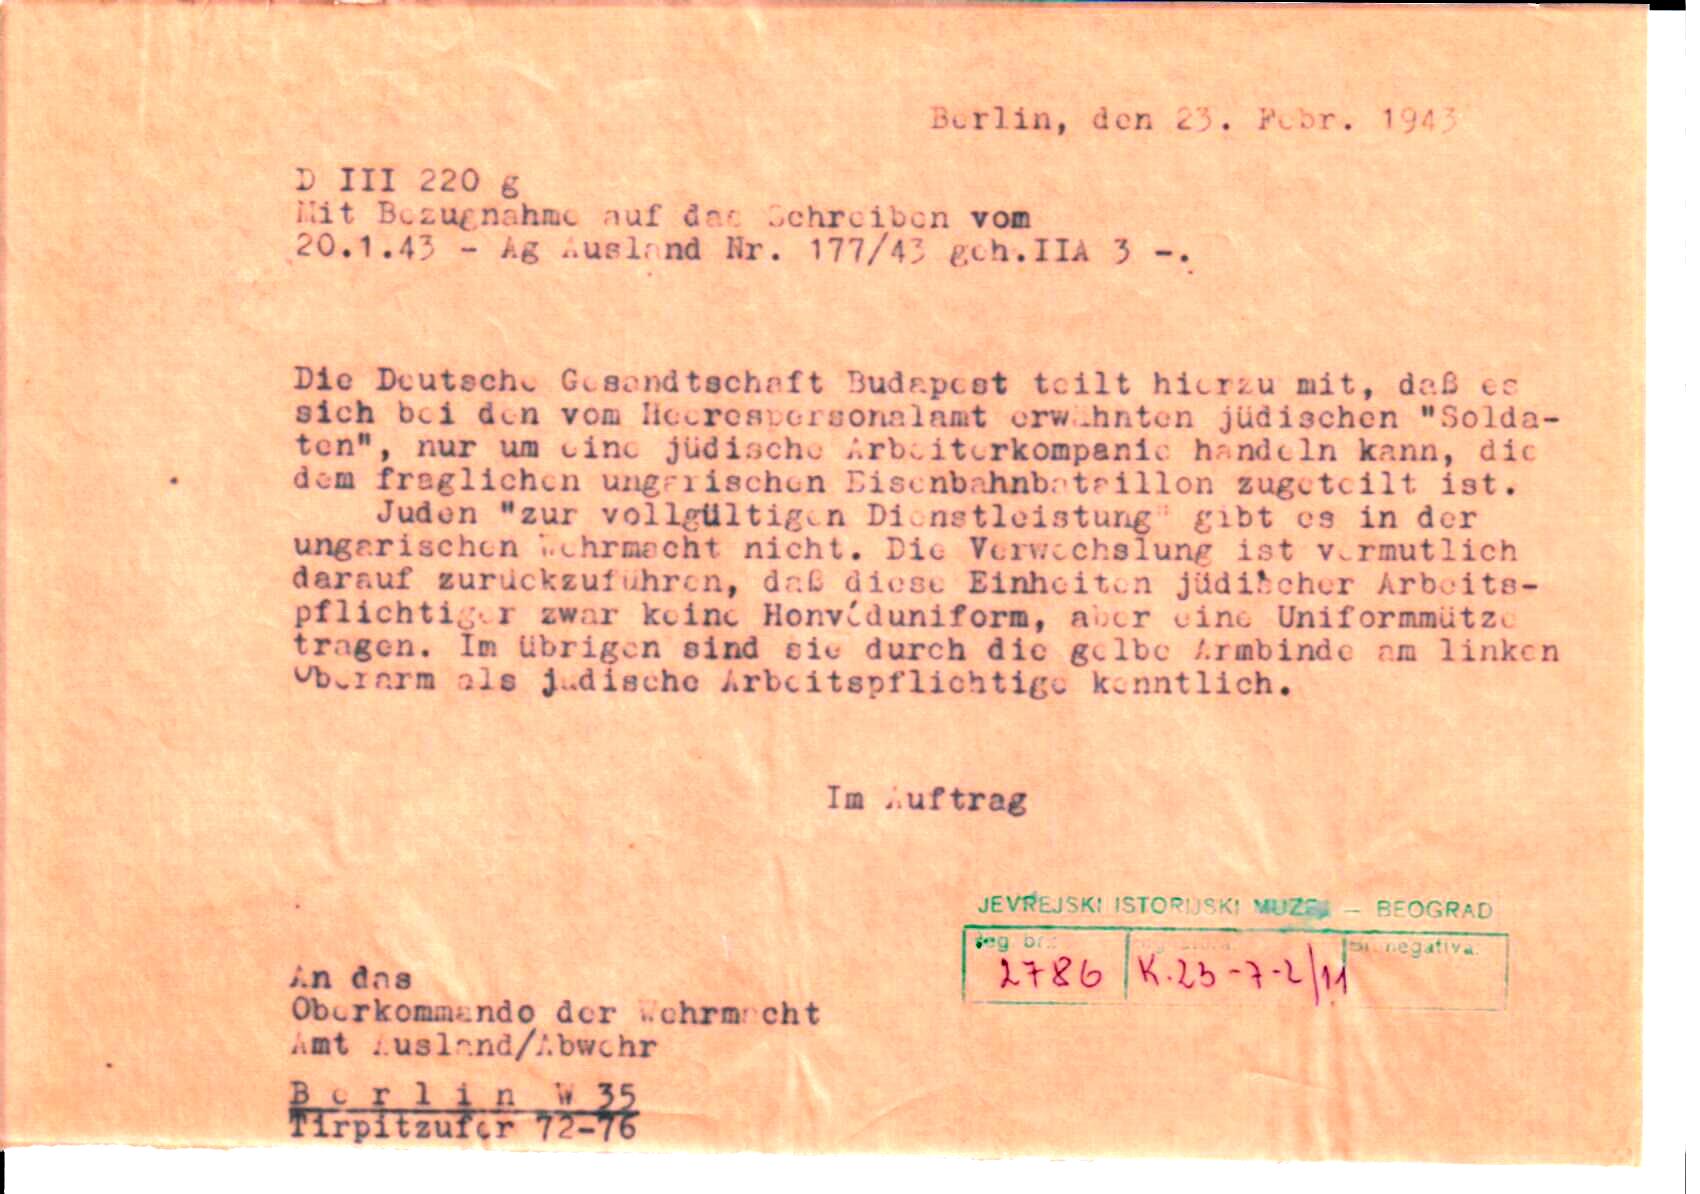 Berlin, den 23. Febr. 1943
D III 220 g
Mit Bezugnahme auf das Schreiben vom
20.1.43 - Ag Ausland Nr. 177/43 geh.IIA 3 -.
Die Deutsche Gesandtschaft Budapest teilt hierzu mit, daß es
sich bei den vom Heerespersonalamt erwähnten jüdischen "Solda-
ten", nur um eine jüdische Arbeiterkompanie handeln kann, die
dem fraglichen ungarischen Eisenbahnbataillon zugeteilt ist.
Juden "zur vollgültigen Dienstleistung" gibt es in der
ungarischen Wehrmacht nicht. Die Verwechslung ist vermutlich
darauf zurückzuführen, daß diese Einheiten jüdischer Arbeits-
pflichtiger zwar keine Honvéduniform, aber eine Uniformmütze
tragen. Im übrigen sind sie durch die gelbe Armbinde am linken
Oberarm als jüdische Arbeitspflichtige kenntlich.
Im Auftrag
JEVREJSKI ISTORIJSKI MUZEJ — BEOGRAD
Reg. br.: Signatura: Br. negativa:
2786 K.23-7-2/11
An das
Oberkommando der Wehrmacht
Amt Ausland/Abwehr
Berlin W 35
Tirpitzufer 72-76